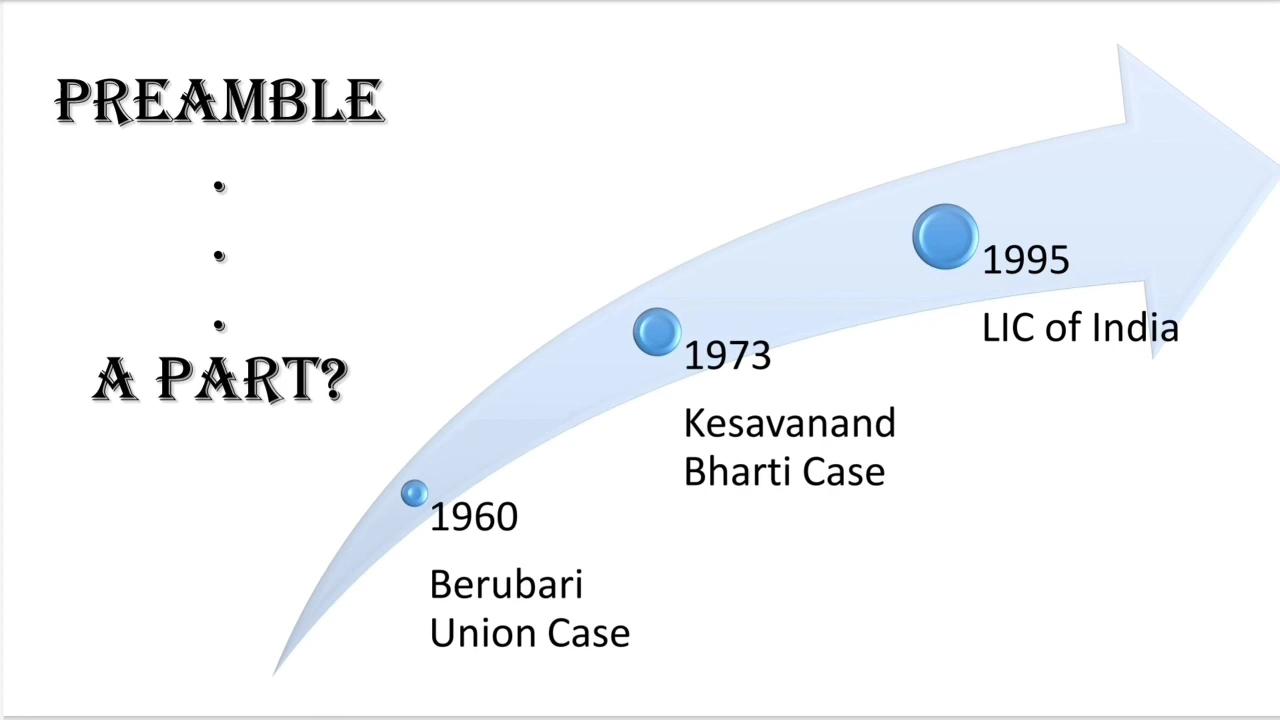 PREAMBLE
.
.
.
A PART?
1960
Berubari
Union Case
1973
Kesavanand
Bharti Case
1995
LIC of India